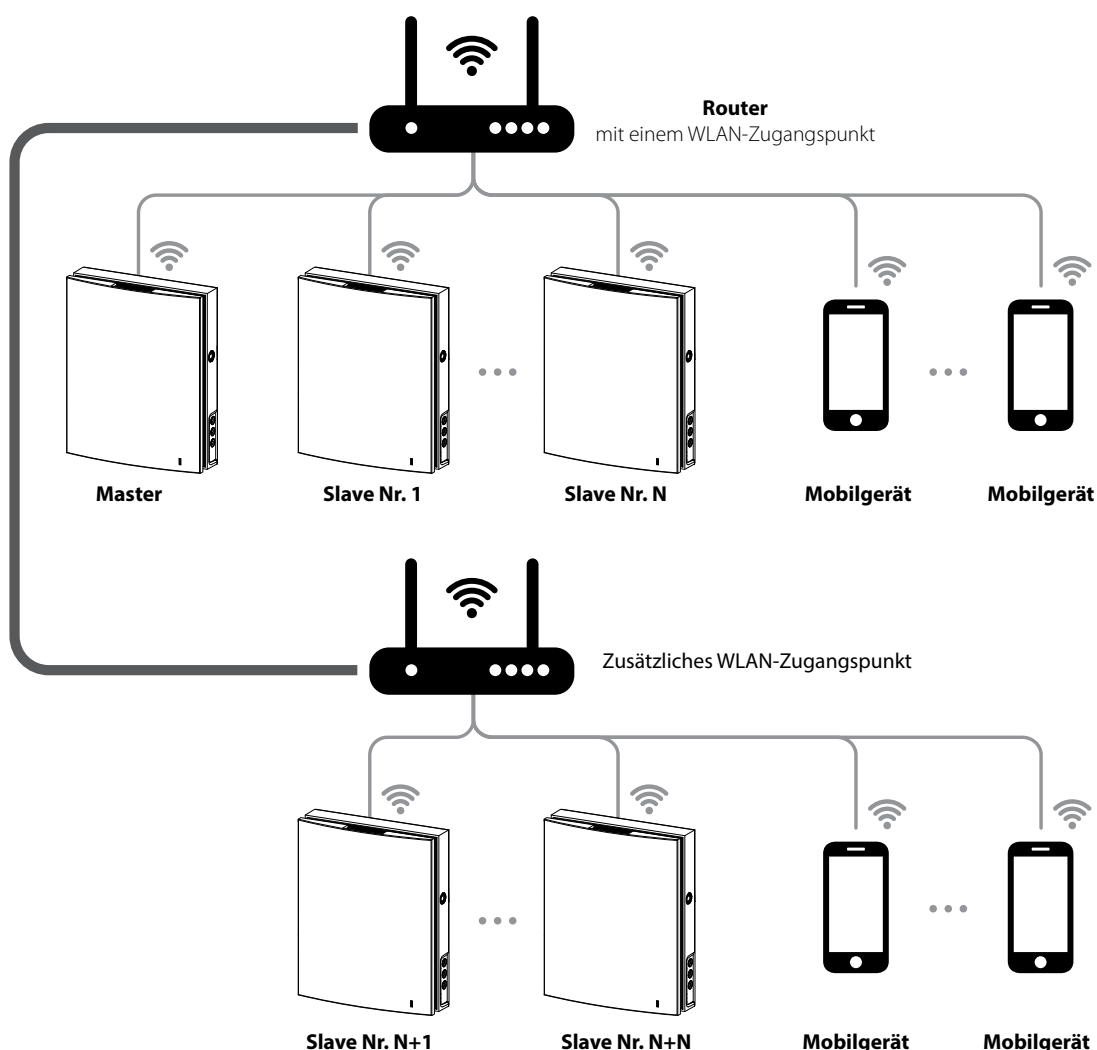 Router
mit einem WLAN-Zugangspunkt
Master
Slave Nr. 1
Slave Nr. N
Mobilgerät
Mobilgerät
Zusätzliches WLAN-Zugangspunkt
Slave Nr. N+1
Slave Nr. N+N
Mobilgerät
Mobilgerät